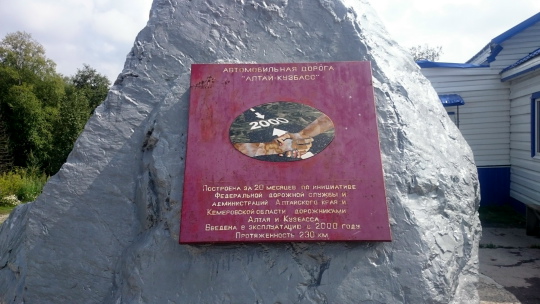 Автомобильная дорога
"Алтай-Кузбасс"
2000
Построена за 20 месяцев по инициативе
Федеральной дорожной службы и
администраций Алтайского края и
Кемеровской области дорожниками
Алтая и Кузбасса.
Введена в эксплуатацию в 2000 году
Протяженность 230 км